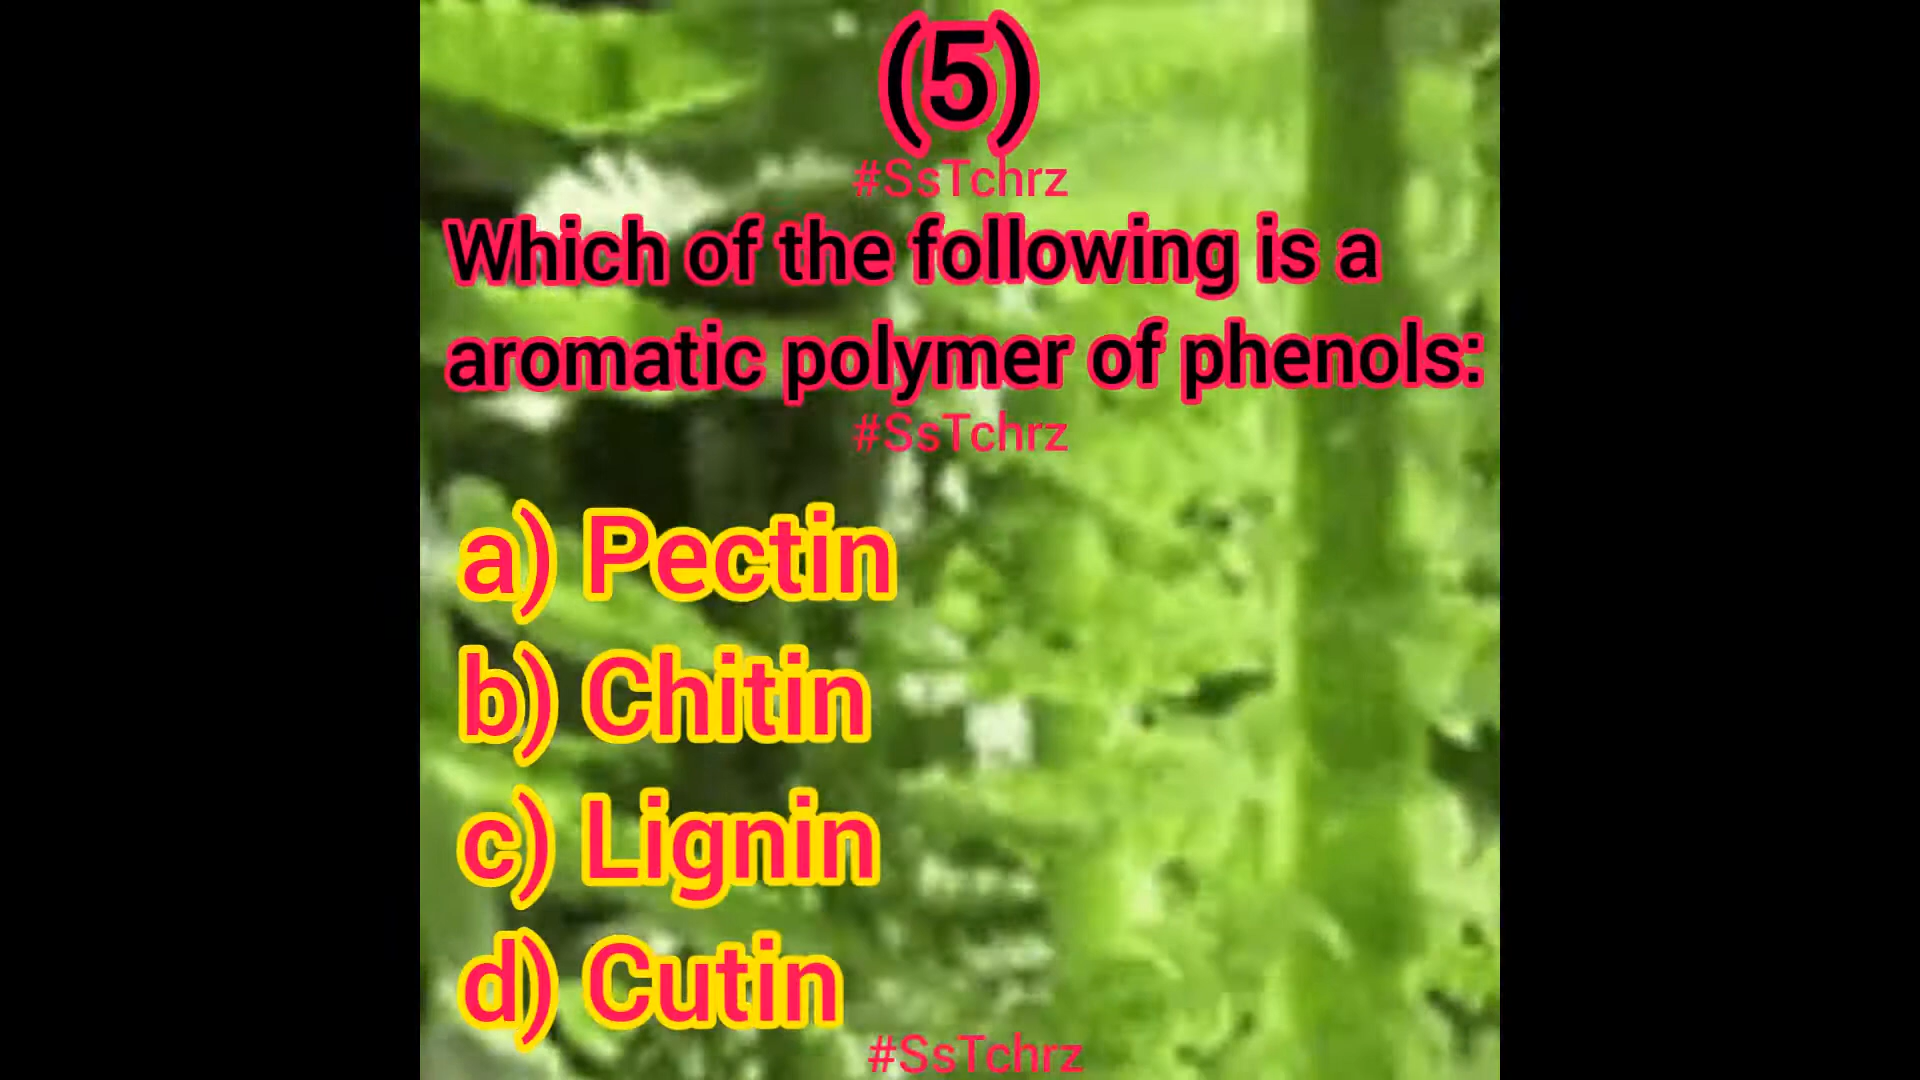 (5)
#SsTchrz
Which of the following is a
aromatic polymer of phenols:
#SsTchrz
a) Pectin
b) Chitin
c) Lignin
d) Cutin
#SsTchrz